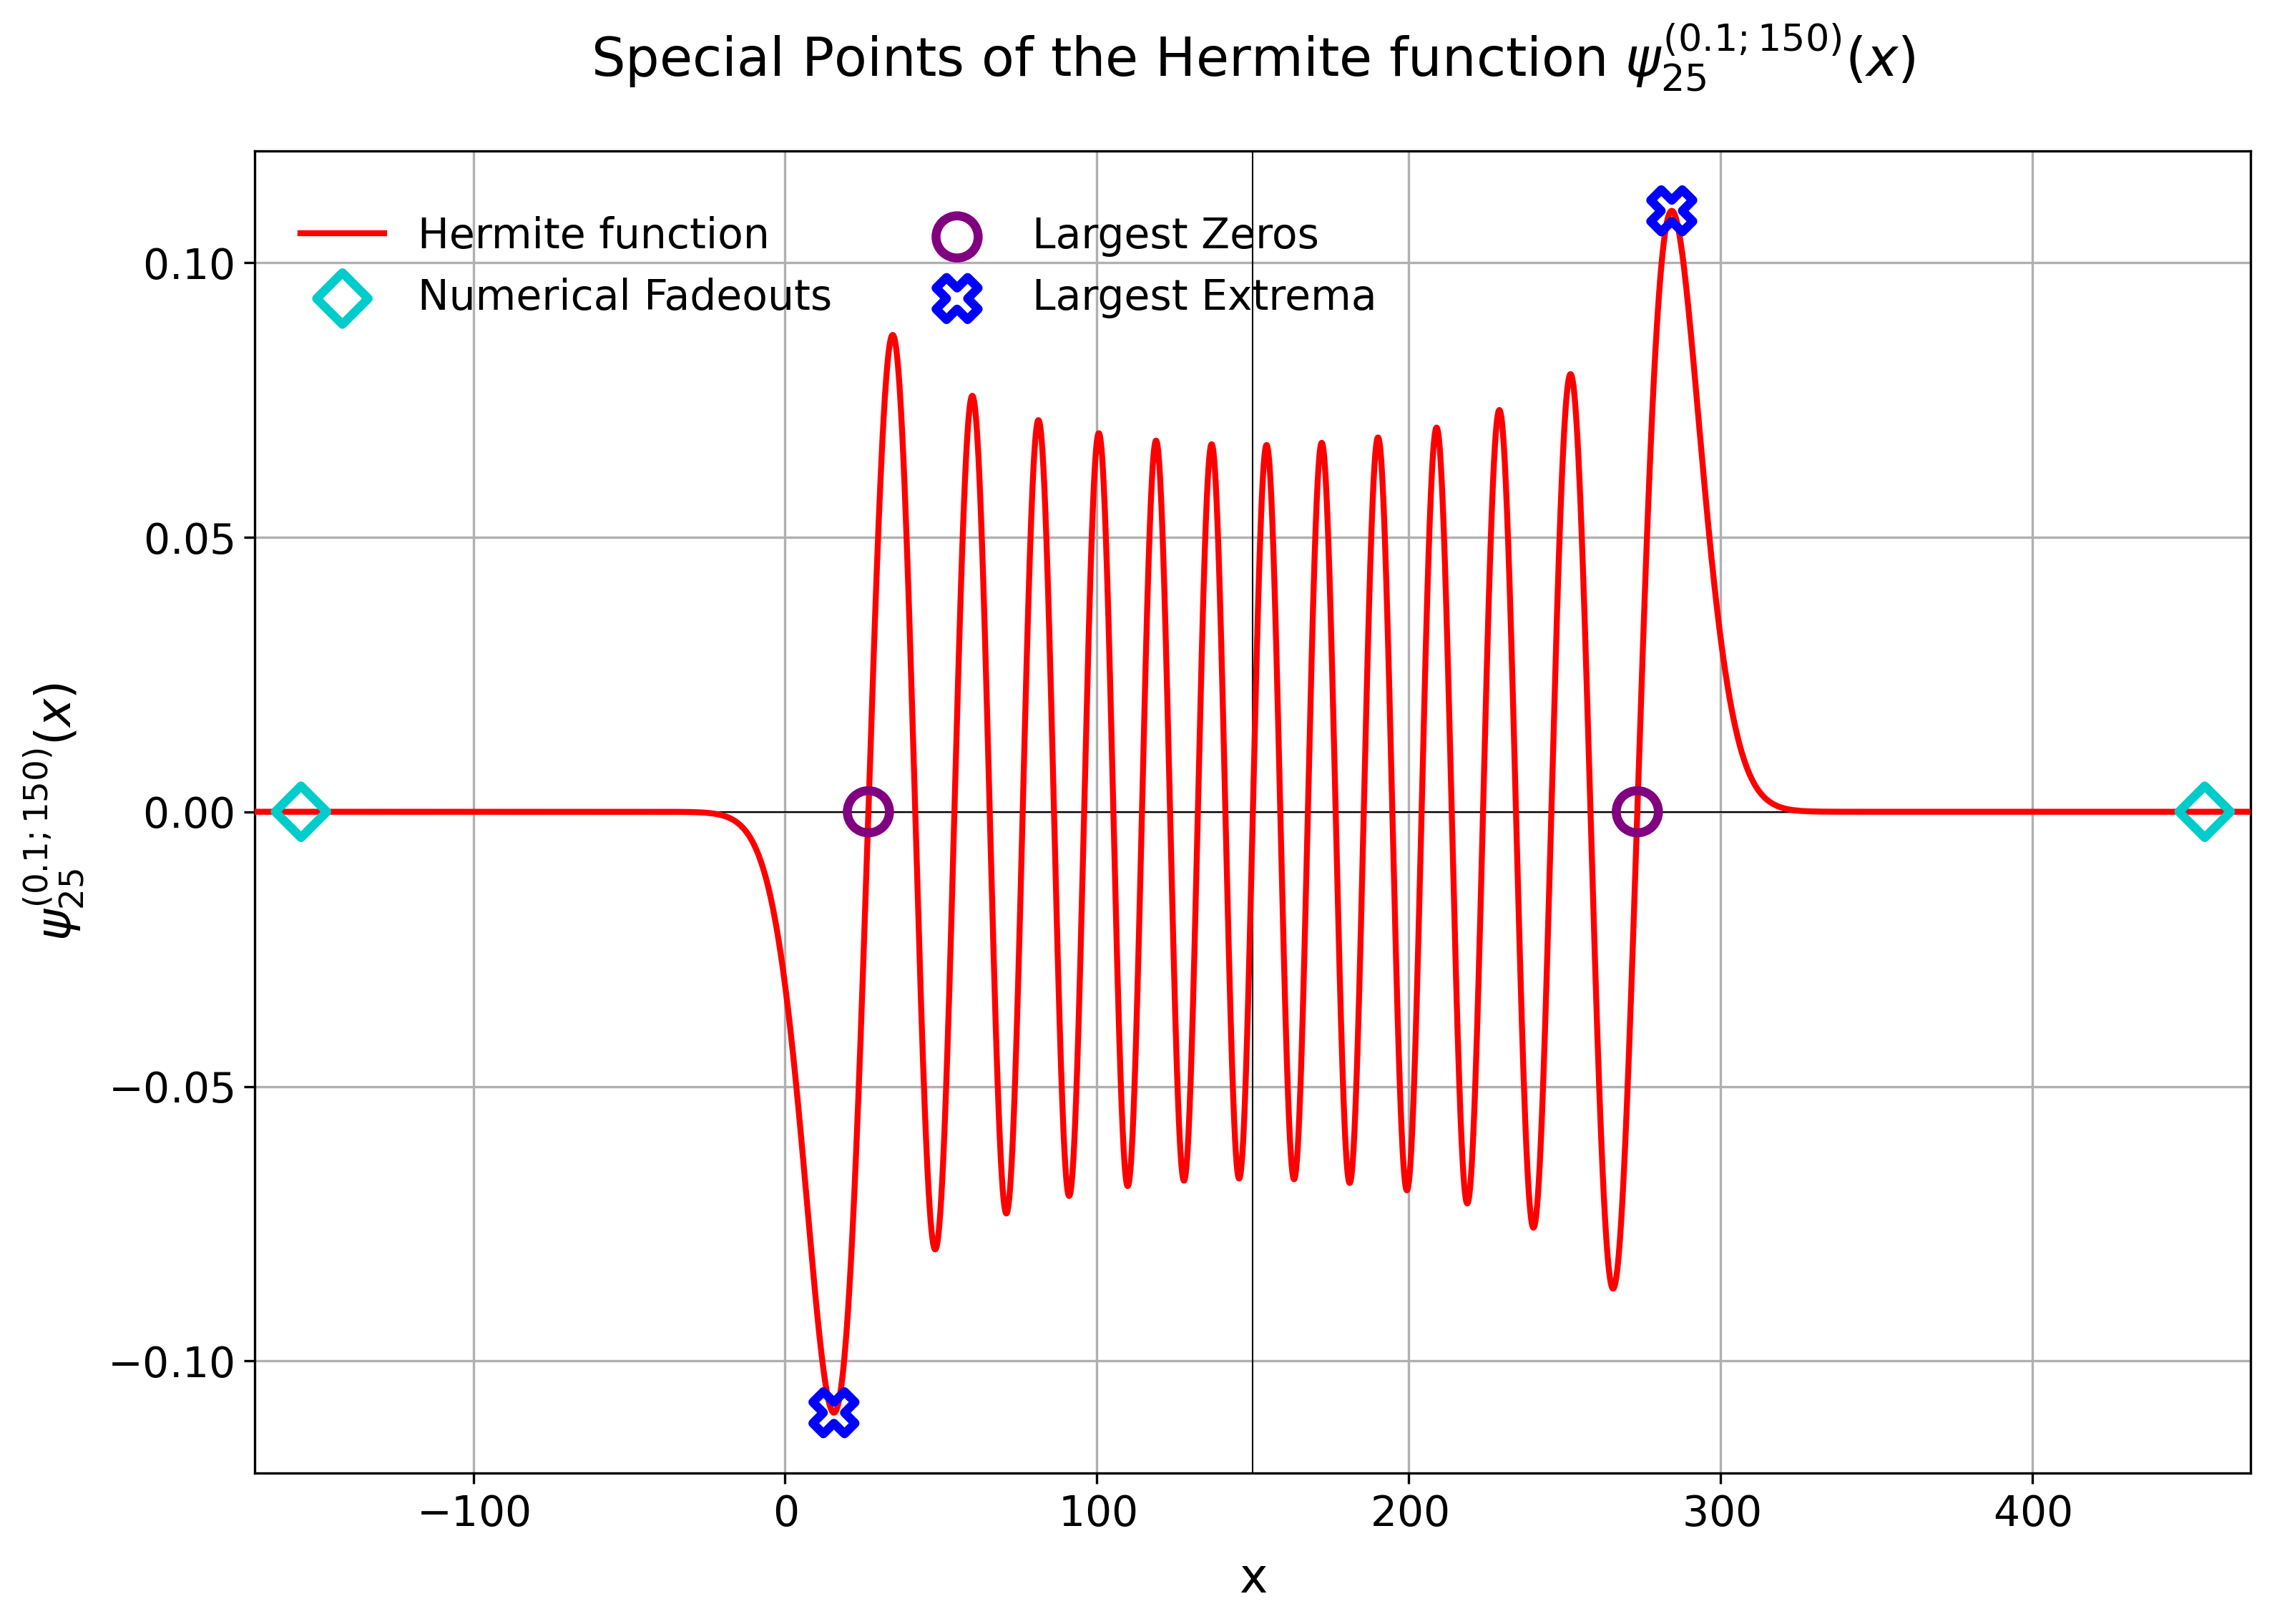 Special Points of the Hermite function ψ₂₅^(0.1; 150)(x)
Hermite function
Numerical Fadeouts
Largest Zeros
Largest Extrema
ψ₂₅^(0.1; 150)(x)
0.10
0.05
0.00
−0.05
−0.10
−100 0 100 200 300 400
x